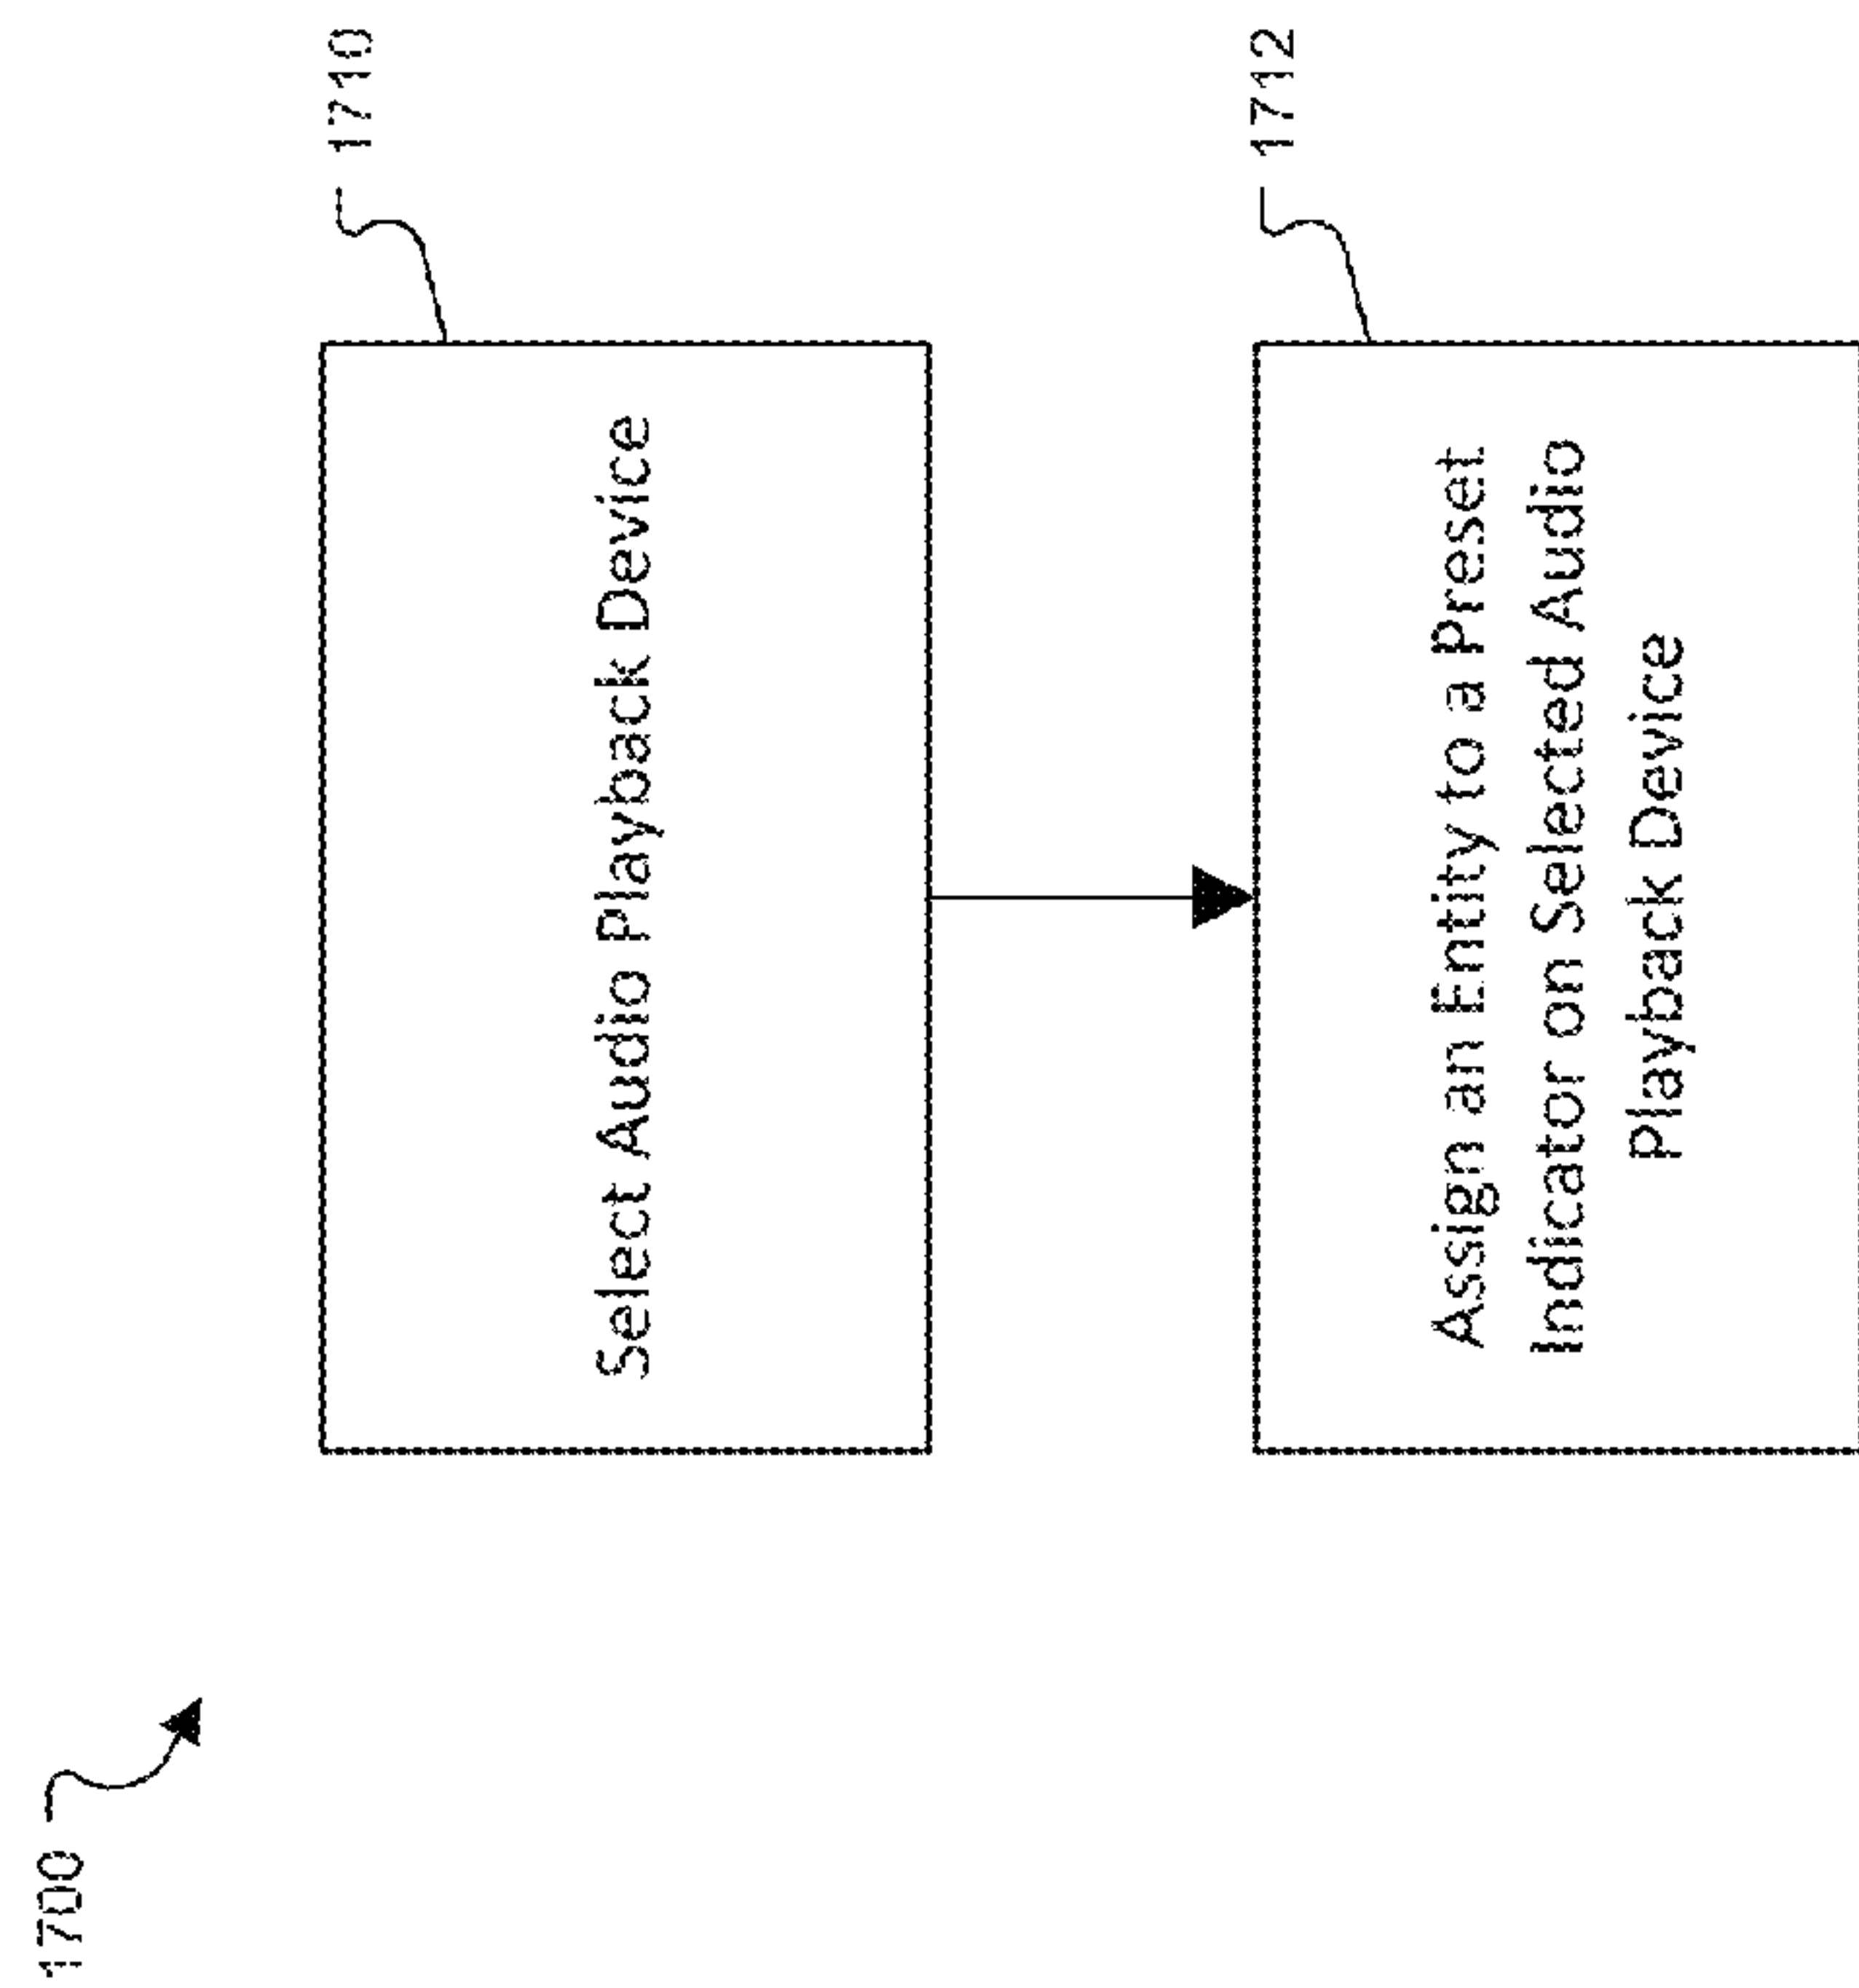 1700
1710
Select Audio Playback Device
1712
Assign an Entity to a Preset
Indicator on Selected Audio
Playback Device